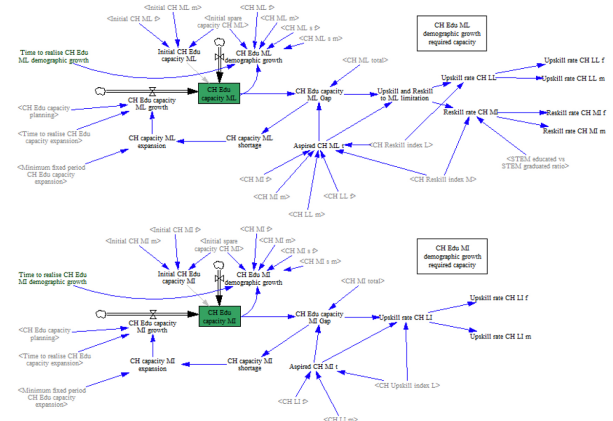 <Initial CH ML m>
<Initial CH ML f>
<Initial spare
capacity CH ML>
<CH ML f>
<CH ML m>
<CH ML s f>
<CH ML s m>
CH Edu ML
demographic growth
required capacity
Time to realise CH Edu
ML demographic growth
Initial CH Edu
capacity ML
CH Edu ML
demographic growth
CH Edu
capacity ML
<CH ML total>
CH Edu capacity
ML Gap
Upskill and Reskill
to ML limitation
Upskill rate CH LL
Upskill rate CH LL f
Upskill rate CH LL m
Reskill rate CH MI
Reskill rate CH MI f
Reskill rate CH MI m
<CH Edu capacity
planning>
CH Edu capacity
ML growth
<Time to realise CH Edu
capacity expansion>
CH capacity ML
expansion
CH capacity ML
shortage
Aspired CH ML t
<CH Reskill index L>
<Minimum fixed period
CH Edu capacity
expansion>
<CH MI f>
<CH MI m>
<CH LL f>
<CH LL m>
<CH Reskill index M>
<STEM educated vs
STEM graduated ratio>
<Initial CH MI m>
<Initial CH MI f>
<Initial spare
capacity CH MI>
<CH MI f>
<CH MI m>
<CH MI s f>
<CH MI s m>
CH Edu MI
demographic growth
required capacity
Time to realise CH Edu
MI demographic growth
Initial CH Edu
capacity MI
CH Edu MI
demographic growth
CH Edu
capacity MI
<CH MI total>
CH Edu capacity
MI Gap
Upskill rate CH LI
Upskill rate CH LI f
Upskill rate CH LI m
<CH Edu capacity
planning>
CH Edu capacity
MI growth
<Time to realise CH Edu
capacity expansion>
CH capacity MI
expansion
CH capacity MI
shortage
Aspired CH MI t
<CH Upskill index L>
<Minimum fixed period
CH Edu capacity
expansion>
<CH LI f>
<CH LI m>